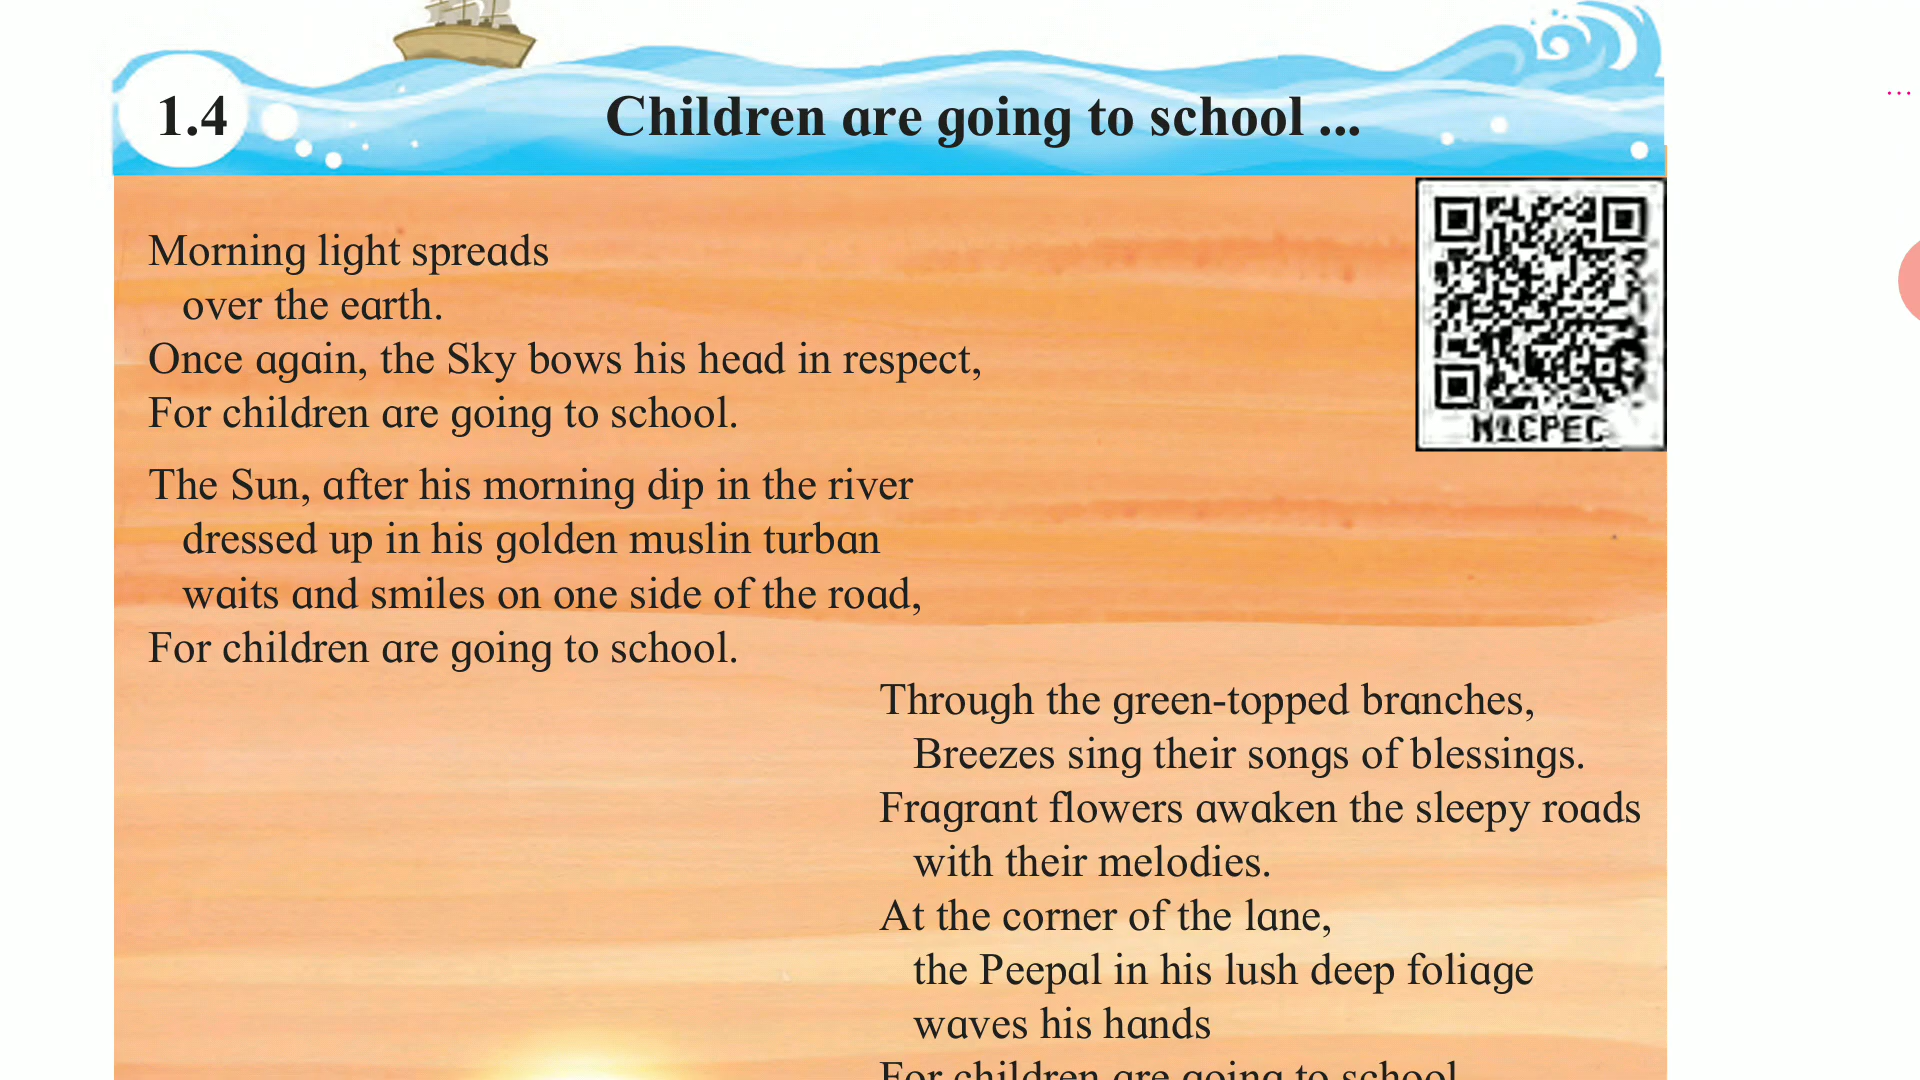 1.4
Children are going to school ...
Morning light spreads
over the earth.
Once again, the Sky bows his head in respect,
For children are going to school.
The Sun, after his morning dip in the river
dressed up in his golden muslin turban
waits and smiles on one side of the road,
For children are going to school.
Through the green-topped branches,
Breezes sing their songs of blessings.
Fragrant flowers awaken the sleepy roads
with their melodies.
At the corner of the lane,
the Peepal in his lush deep foliage
waves his hands
For children are going to school